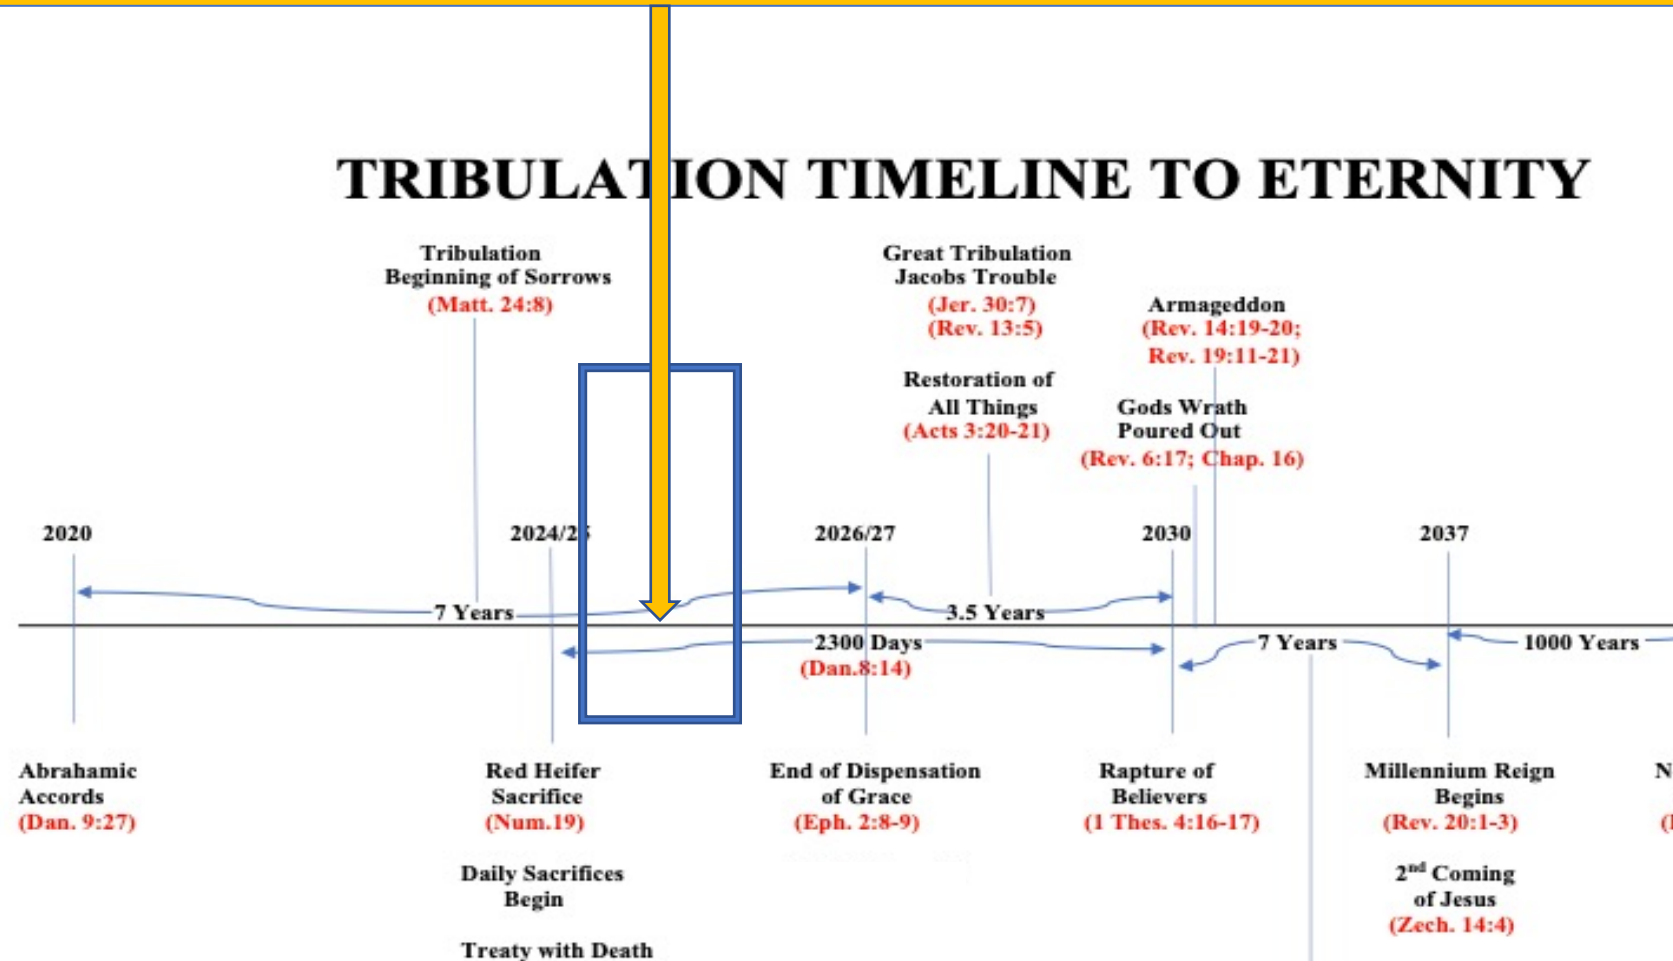 TRIBULATION TIMELINE TO ETERNITY
Tribulation
Beginning of Sorrows
(Matt. 24:8)
Great Tribulation
Jacobs Trouble
(Jer. 30:7)
(Rev. 13:5)
Restoration of
All Things
(Acts 3:20-21)
Armageddon
(Rev. 14:19-20;
Rev. 19:11-21)
Gods Wrath
Poured Out
(Rev. 6:17; Chap. 16)
2020
2024/25
2026/27
2030
2037
7 Years
3.5 Years
2300 Days
(Dan.8:14)
7 Years
1000 Years
Abrahamic
Accords
(Dan. 9:27)
Red Heifer
Sacrifice
(Num.19)
Daily Sacrifices
Begin
Treaty with Death
End of Dispensation
of Grace
(Eph. 2:8-9)
Rapture of
Believers
(1 Thes. 4:16-17)
Millennium Reign
Begins
(Rev. 20:1-3)
2nd Coming
of Jesus
(Zech. 14:4)
N
(